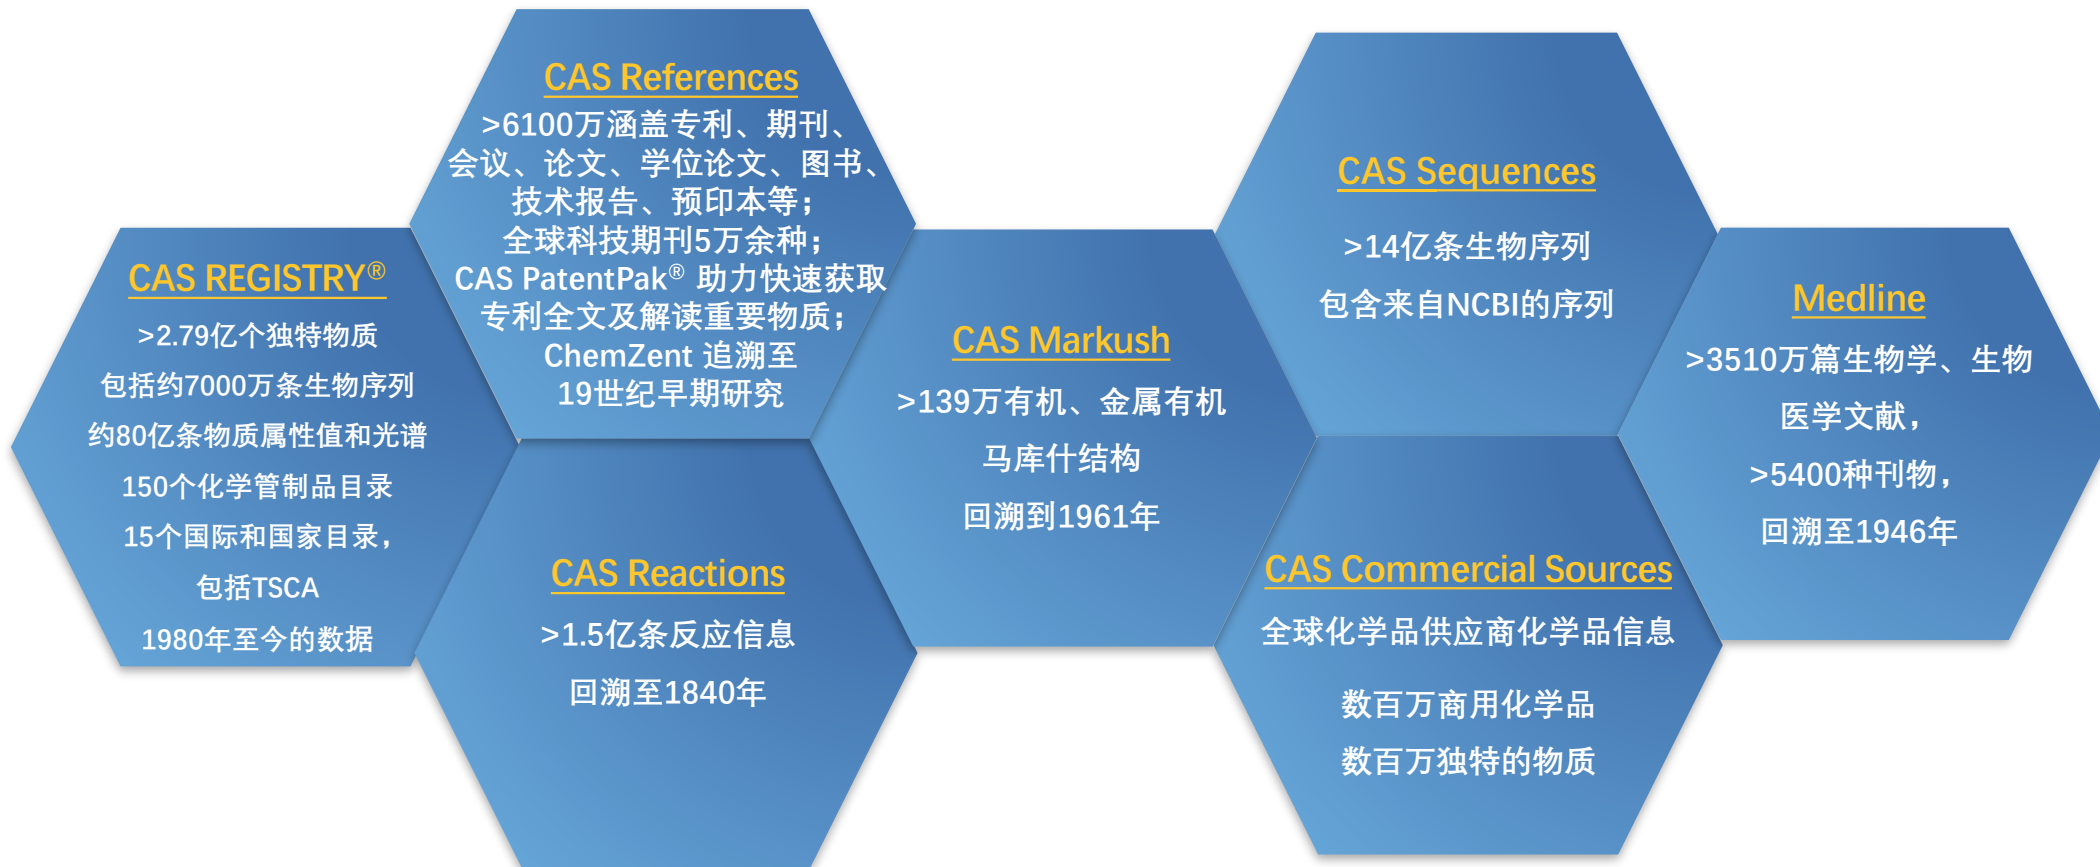 CAS REGISTRY®
>2.79亿个独特物质
包括约7000万条生物序列
约80亿条物质属性值和光谱
150个化学管制品目录
15个国际和国家目录，
包括TSCA
1980年至今的数据
CAS References
>6100万涵盖专利、期刊、
会议、论文、学位论文、图书、
技术报告、预印本等；
全球科技期刊5万余种；
CAS PatentPak® 助力快速获取
专利全文及解读重要物质；
ChemZent 追溯至
19世纪早期研究
CAS Reactions
>1.5亿条反应信息
回溯至1840年
CAS Markush
>139万有机、金属有机
马库什结构
回溯到1961年
CAS Sequences
>14亿条生物序列
包含来自NCBI的序列
CAS Commercial Sources
全球化学品供应商化学品信息
数百万商用化学品
数百万独特的物质
Medline
>3510万篇生物学、生物
医学文献，
>5400种刊物，
回溯至1946年